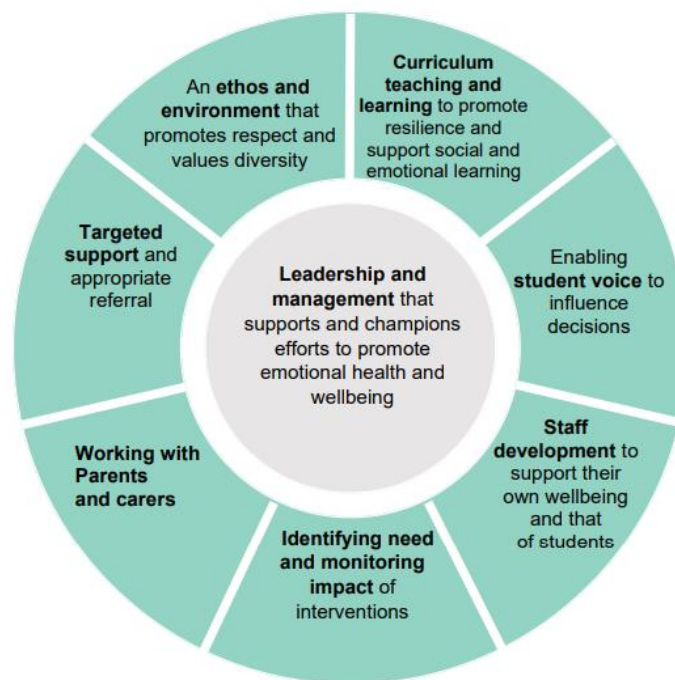 Curriculum
teaching and
learning to promote
resilience and
support social and
emotional learning
Enabling
student voice to
influence
decisions
Staff
development to
support their
own wellbeing
and that
of students
Identifying need
and monitoring
impact of
interventions
Working with
Parents
and carers
Targeted
support and
appropriate
referral
An ethos and
environment that
promotes respect and
values diversity
Leadership and
management that
supports and champions
efforts to promote
emotional health and
wellbeing